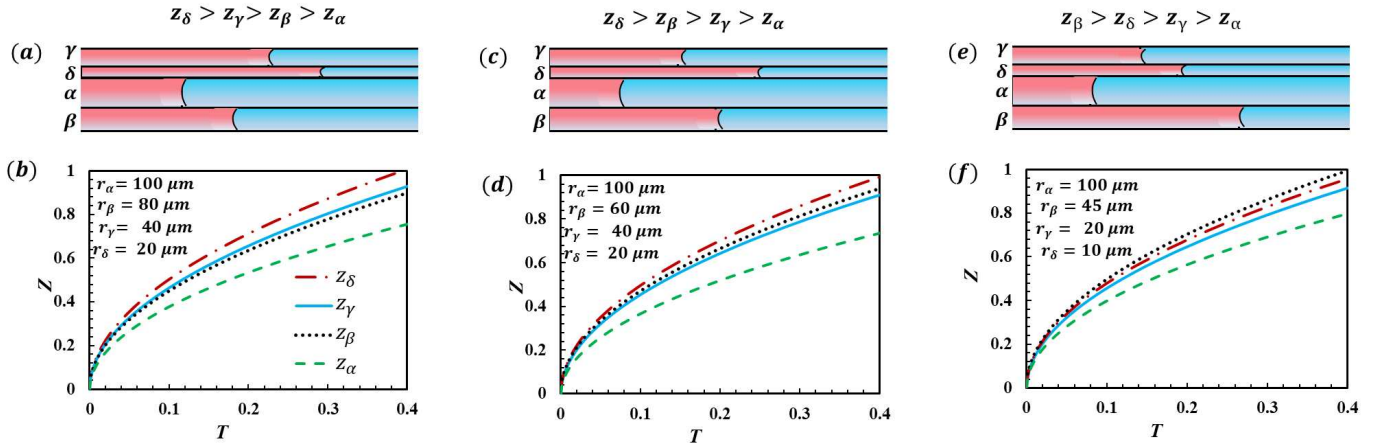 z_δ > z_γ > z_β > z_α
(a)
γ
δ
α
β
(b)
Z
1
0.8
0.6
0.4
0.2
0
r_α = 100 μm
r_β = 80 μm
r_γ = 40 μm
r_δ = 20 μm
z_δ
z_γ
z_β
z_α
0 0.1 0.2 0.3 0.4
T
z_δ > z_β > z_γ > z_α
(c)
γ
δ
α
β
(d)
Z
1
0.8
0.6
0.4
0.2
0
r_α = 100 μm
r_β = 60 μm
r_γ = 40 μm
r_δ = 20 μm
0 0.1 0.2 0.3 0.4
T
z_β > z_δ > z_γ > z_α
(e)
γ
δ
α
β
(f)
Z
1
0.8
0.6
0.4
0.2
0
r_α = 100 μm
r_β = 45 μm
r_γ = 20 μm
r_δ = 10 μm
0 0.1 0.2 0.3 0.4
T